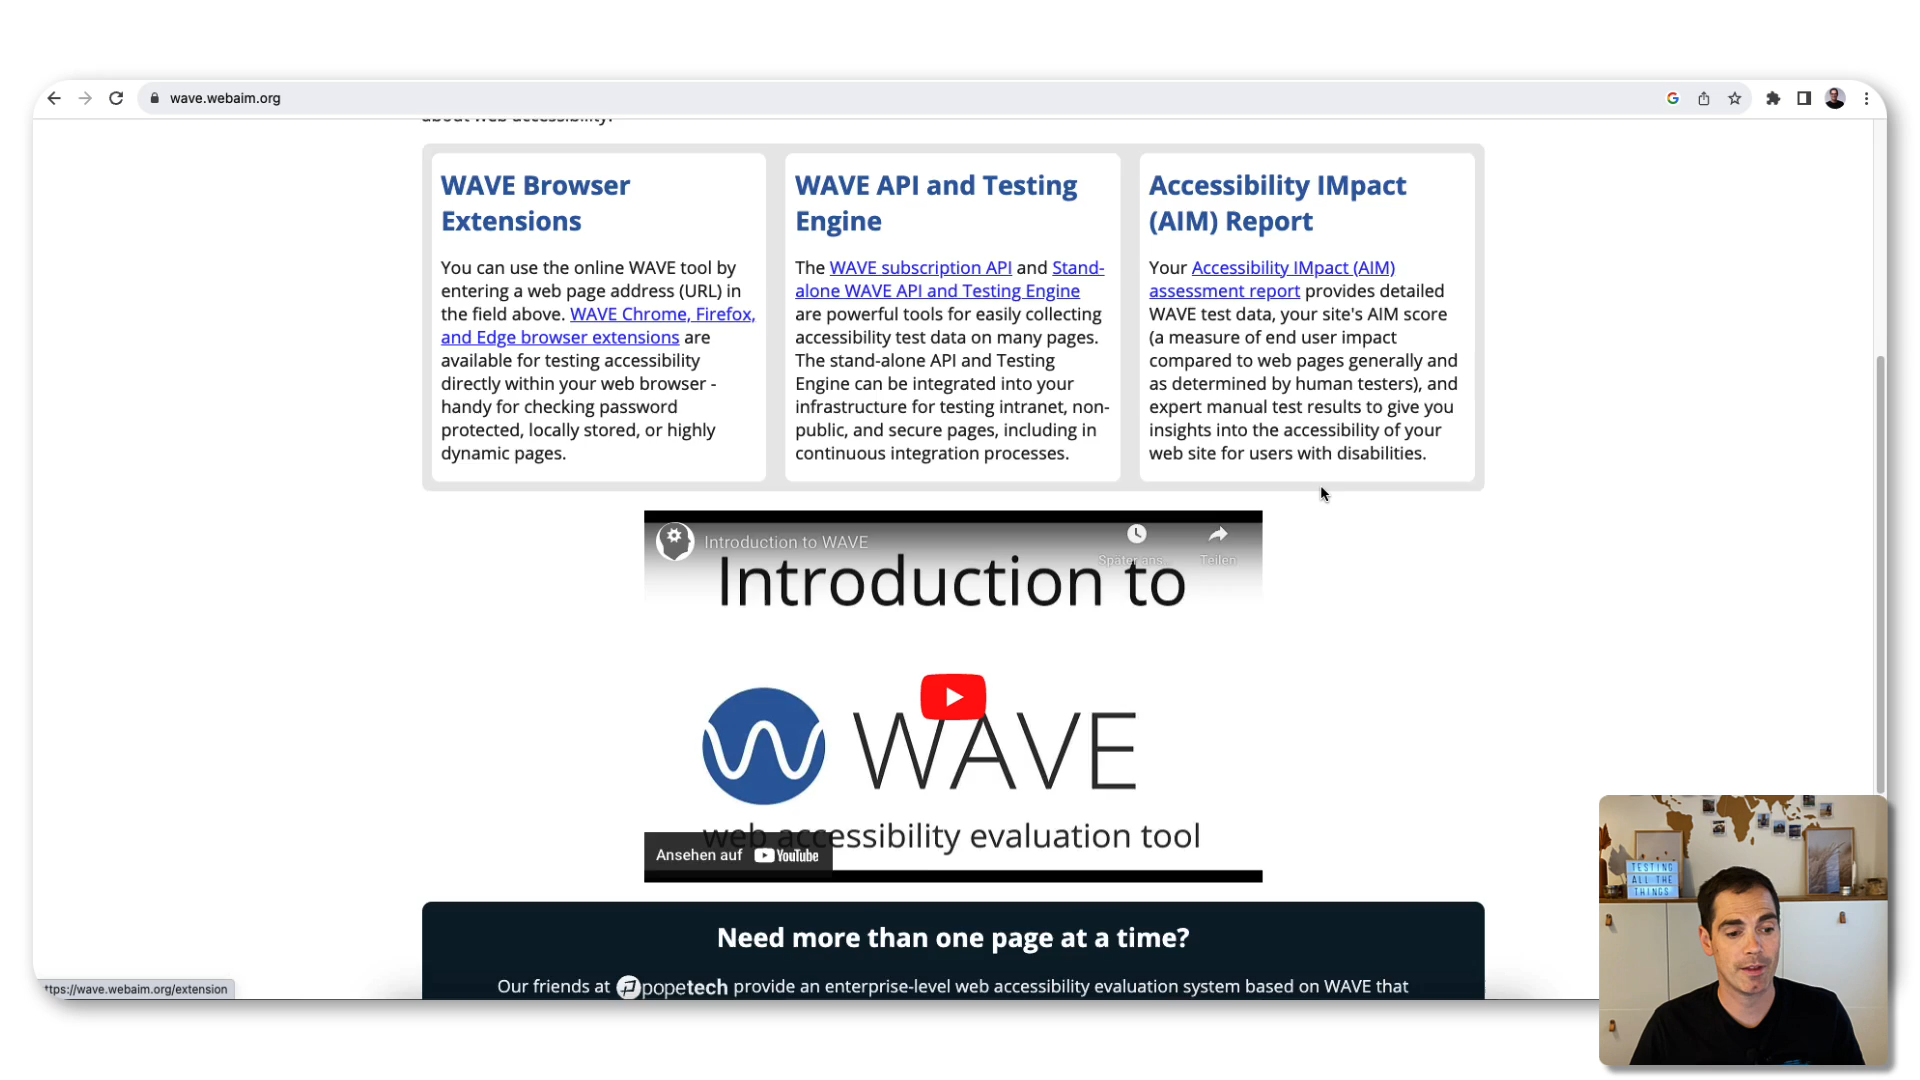 wave.webaim.org
about web accessibility.
WAVE Browser
Extensions
You can use the online WAVE tool by
entering a web page address (URL) in
the field above. WAVE Chrome, Firefox,
and Edge browser extensions are
available for testing accessibility
directly within your web browser -
handy for checking password
protected, locally stored, or highly
dynamic pages.
WAVE API and Testing
Engine
The WAVE subscription API and Stand-
alone WAVE API and Testing Engine
are powerful tools for easily collecting
accessibility test data on many pages.
The stand-alone API and Testing
Engine can be integrated into your
infrastructure for testing intranet, non-
public, and secure pages, including in
continuous integration processes.
Accessibility IMpact
(AIM) Report
Your Accessibility IMpact (AIM)
assessment report provides detailed
WAVE test data, your site's AIM score
(a measure of end user impact
compared to web pages generally and
as determined by human testers), and
expert manual test results to give you
insights into the accessibility of your
web site for users with disabilities.
Introduction to WAVE
Später ans...
Teilen
Introduction to
WAVE
web accessibility evaluation tool
Ansehen auf YouTube
Need more than one page at a time?
Our friends at popetech provide an enterprise-level web accessibility evaluation system based on WAVE that
ttps://wave.webaim.org/extension
TESTING
ALL THE
THINGS